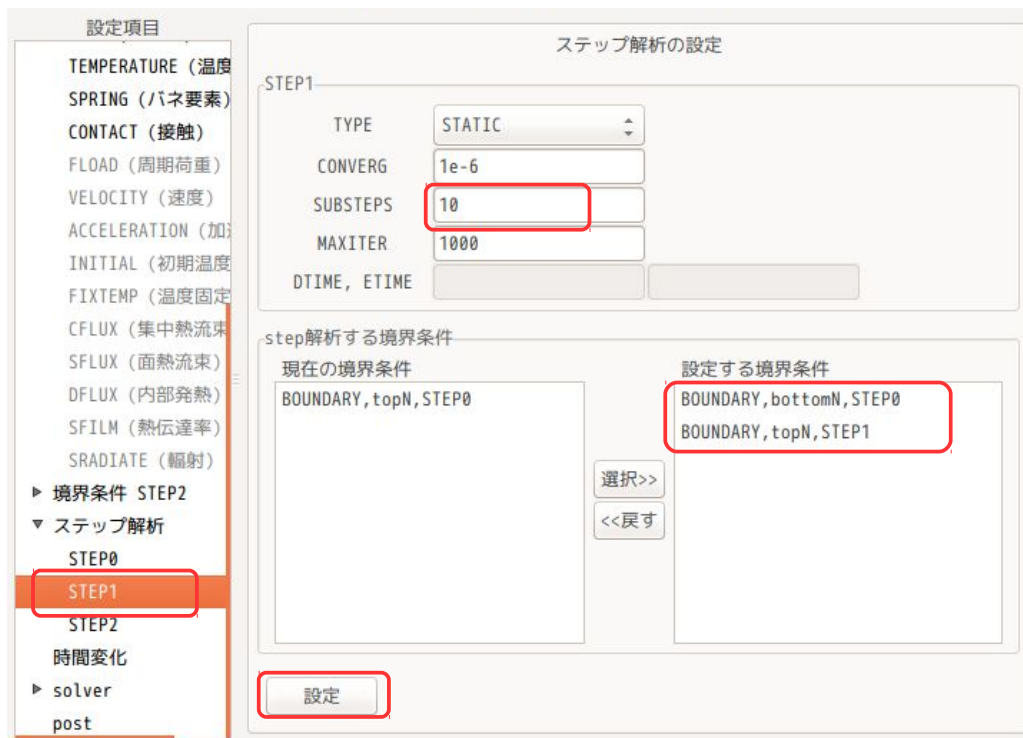 設定項目
TEMPERATURE (温度
SPRING (バネ要素)
CONTACT (接触)
FLOAD (周期荷重)
VELOCITY (速度)
ACCELERATION (加
INITIAL (初期温度
FIXTEMP (温度固定
CFLUX (集中熱流束
SFLUX (面熱流束)
DFLUX (内部発熱)
SFILM (熱伝達率)
SRADIATE (輻射)
境界条件 STEP2
ステップ解析
STEP0
STEP1
STEP2
時間変化
solver
post
ステップ解析の設定
STEP1
TYPE STATIC
CONVERG 1e-6
SUBSTEPS 10
MAXITER 1000
DTIME, ETIME
step解析する境界条件
現在の境界条件
BOUNDARY,topN,STEP0
選択>>
<<戻す
設定する境界条件
BOUNDARY,bottomN,STEP0
BOUNDARY,topN,STEP1
設定